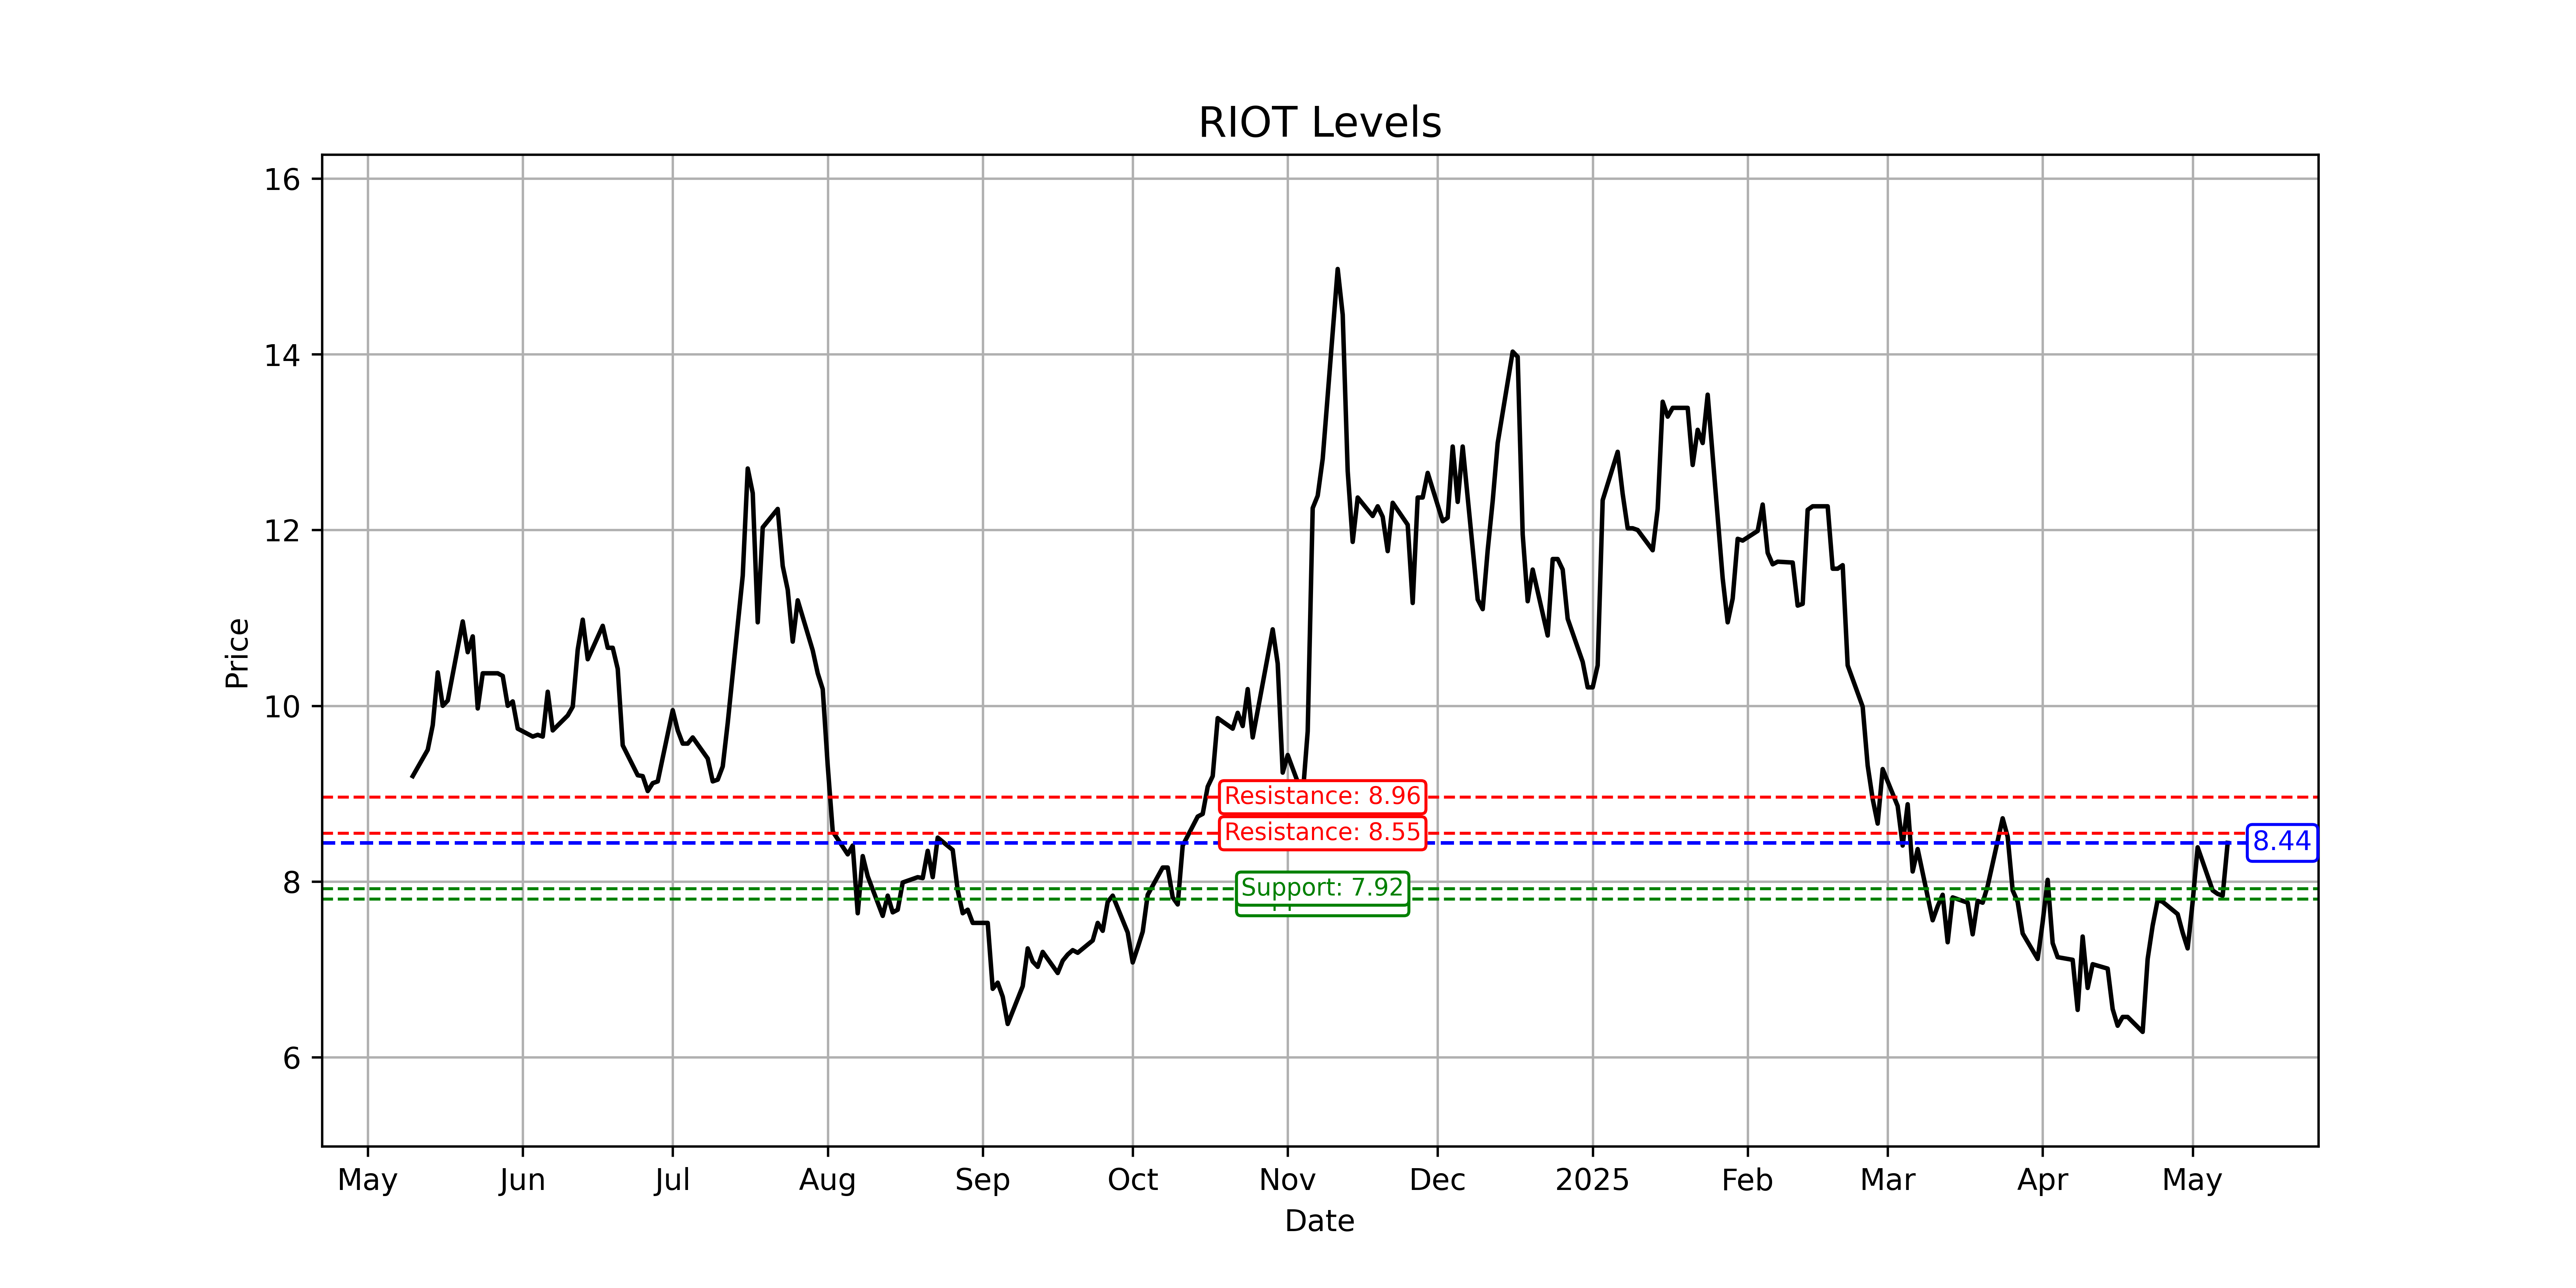 RIOT Levels
16
14
12
10
8
6
Price
Resistance: 8.96
Resistance: 8.55
8.44
Support: 7.92
May
Jun
Jul
Aug
Sep
Oct
Nov
Dec
2025
Feb
Mar
Apr
May
Date